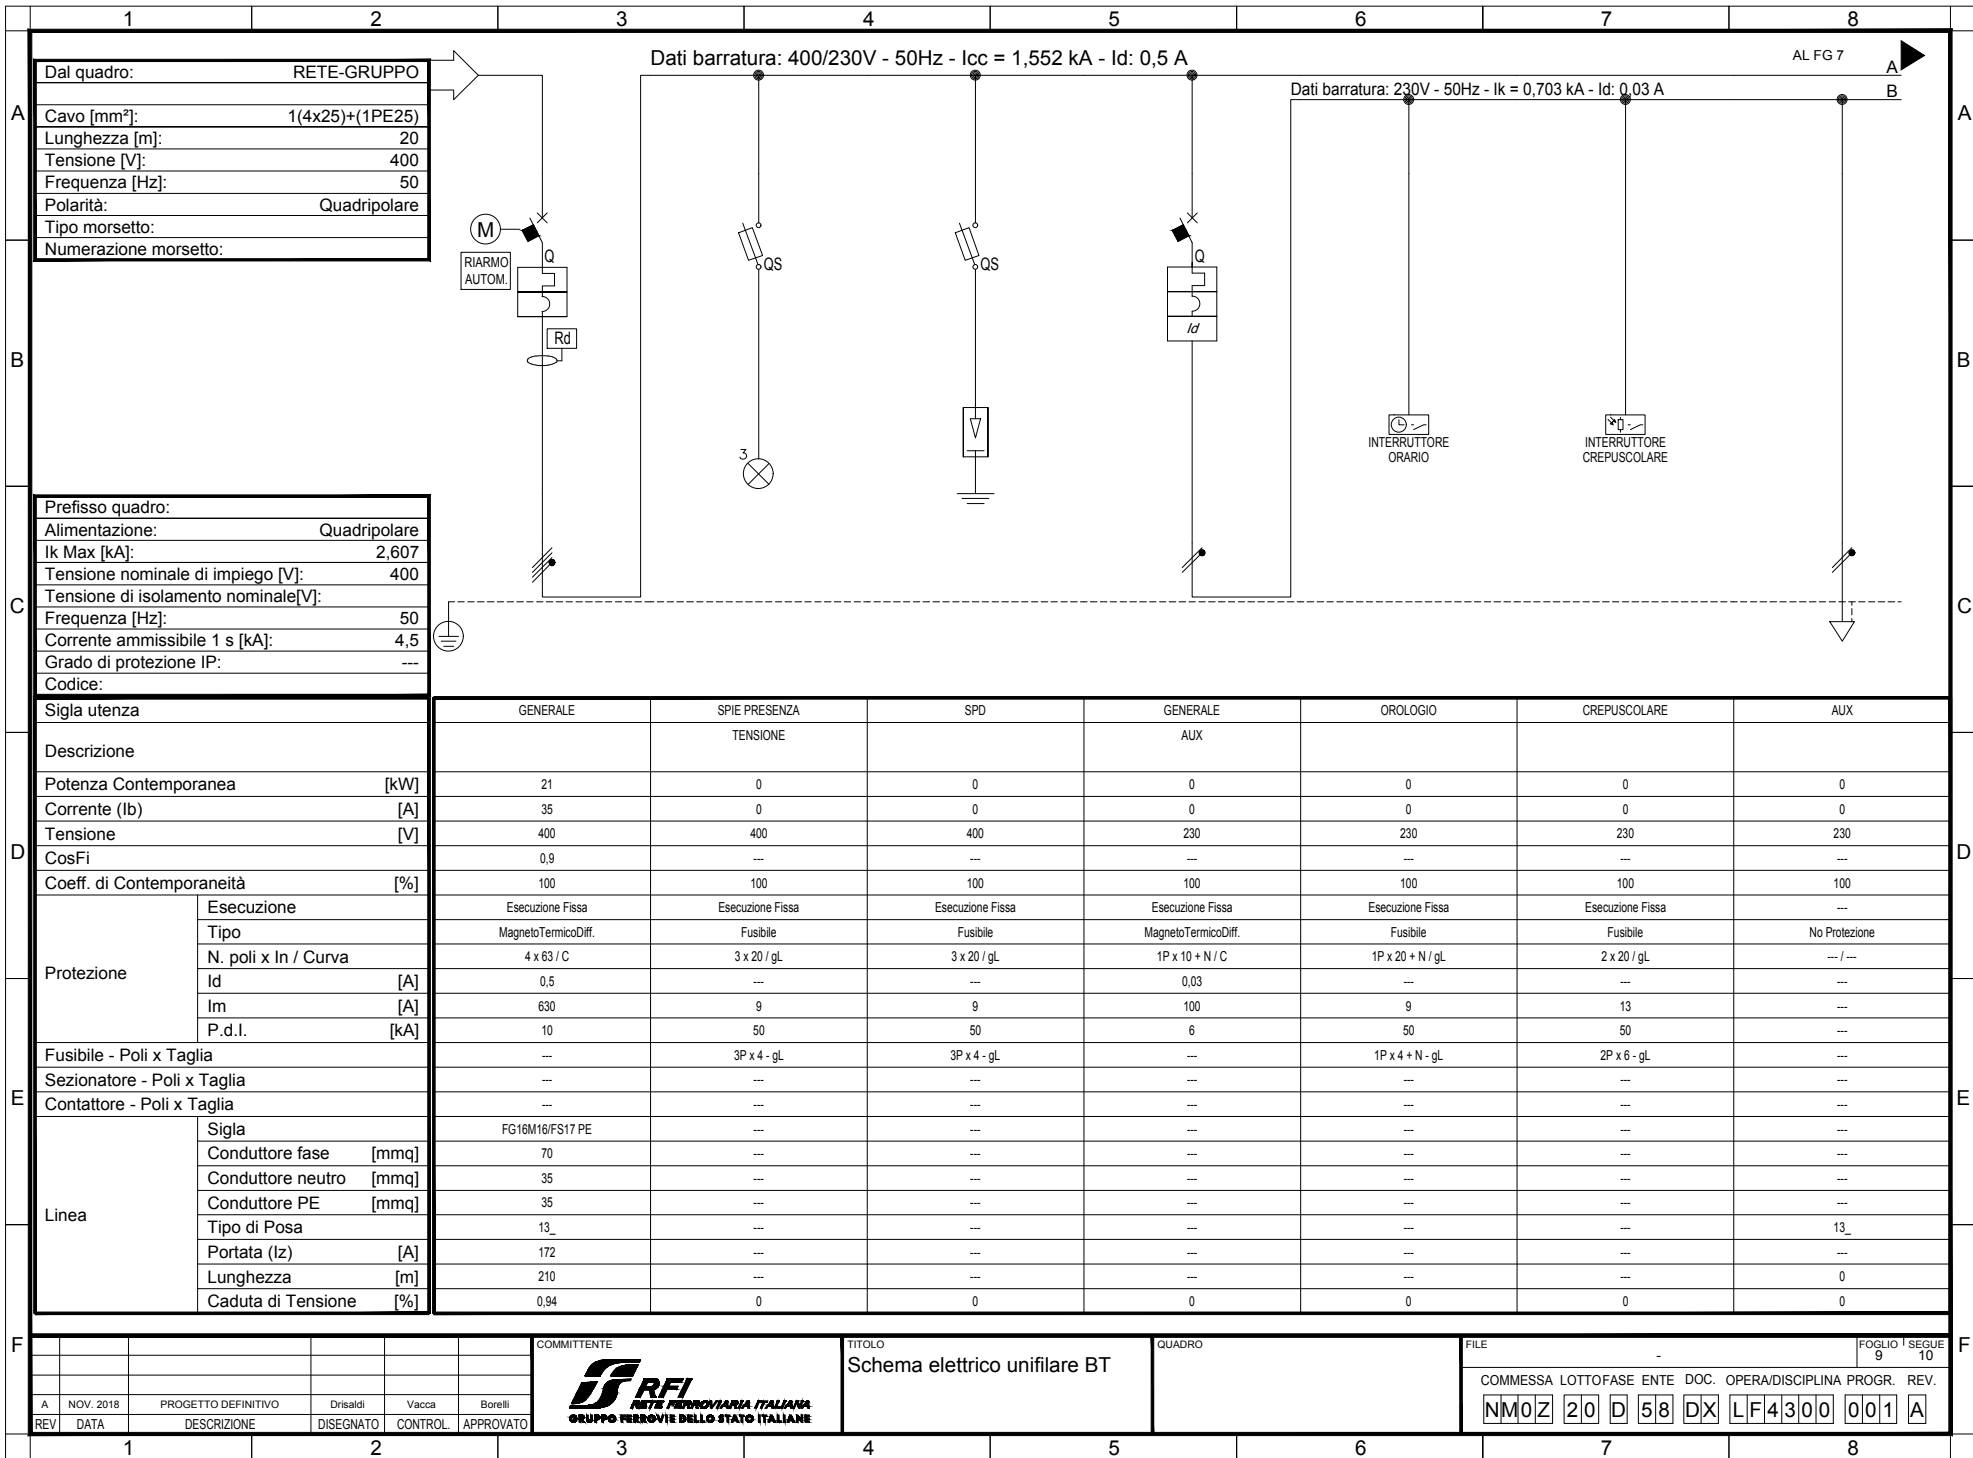 1 2 3 4 5 6 7 8
Dati barratura: 400/230V - 50Hz - Icc = 1,552 kA - Id: 0,5 A
AL FG 7
A
Dati barratura: 230V - 50Hz - Ik = 0,703 kA - Id: 0,03 A
B
Dal quadro: RETE-GRUPPO
Cavo [mm²]: 1(4x25)+(1PE25)
Lunghezza [m]: 20
Tensione [V]: 400
Frequenza [Hz]: 50
Polarità: Quadripolare
Tipo morsetto:
Numerazione morsetto:
A A
M
RIARMO
AUTOM.
Q
Rd
QS
QS
Q
Id
B B
3
INTERRUTTORE
ORARIO
INTERRUTTORE
CREPUSCOLARE
Prefisso quadro:
Alimentazione: Quadripolare
Ik Max [kA]: 2,607
Tensione nominale di impiego [V]: 400
Tensione di isolamento nominale[V]:
Frequenza [Hz]: 50
Corrente ammissibile 1 s [kA]: 4,5
Grado di protezione IP: ---
Codice:
C C
Sigla utenza GENERALE SPIE PRESENZA SPD GENERALE OROLOGIO CREPUSCOLARE AUX
Descrizione TENSIONE AUX
Potenza Contemporanea [kW] 21 0 0 0 0 0 0
Corrente (Ib) [A] 35 0 0 0 0 0 0
Tensione [V] 400 400 400 230 230 230 230
CosFi 0,9 --- --- --- --- --- ---
Coeff. di Contemporaneità [%] 100 100 100 100 100 100 100
D D
Protezione
Esecuzione Esecuzione Fissa Esecuzione Fissa Esecuzione Fissa Esecuzione Fissa Esecuzione Fissa Esecuzione Fissa ---
Tipo MagnetoTermicoDiff. Fusibile Fusibile MagnetoTermicoDiff. Fusibile Fusibile No Protezione
N. poli x In / Curva 4 x 63 / C 3 x 20 / gL 3 x 20 / gL 1P x 10 + N / C 1P x 20 + N / gL 2 x 20 / gL --- / ---
Id [A] 0,5 --- --- 0,03 --- --- ---
Im [A] 630 9 9 100 9 13 ---
P.d.I. [kA] 10 50 50 6 50 50 ---
Fusibile - Poli x Taglia --- 3P x 4 - gL 3P x 4 - gL --- 1P x 4 + N - gL 2P x 6 - gL ---
Sezionatore - Poli x Taglia --- --- --- --- --- --- ---
Contattore - Poli x Taglia --- --- --- --- --- --- ---
E E
Linea
Sigla FG16M16/FS17 PE --- --- --- --- --- ---
Conduttore fase [mmq] 70 --- --- --- --- --- ---
Conduttore neutro [mmq] 35 --- --- --- --- --- ---
Conduttore PE [mmq] 35 --- --- --- --- --- ---
Tipo di Posa 13_ --- --- --- --- --- 13_
Portata (Iz) [A] 172 --- --- --- --- --- ---
Lunghezza [m] 210 --- --- --- --- --- 0
Caduta di Tensione [%] 0,94 0 0 0 0 0 0
F F
A NOV. 2018 PROGETTO DEFINITIVO Drisaldi Vacca Borelli
REV DATA DESCRIZIONE DISEGNATO CONTROL. APPROVATO
COMMITTENTE
RFI
RETE FERROVIARIA ITALIANA
GRUPPO FERROVIE DELLO STATO ITALIANE
TITOLO
Schema elettrico unifilare BT
QUADRO
FILE
-
FOGLIO SEGUE
9 10
COMMESSA LOTTO FASE ENTE DOC. OPERA/DISCIPLINA PROGR. REV.
NM0Z 20 D 58 DX LF4300 001 A
1 2 3 4 5 6 7 8